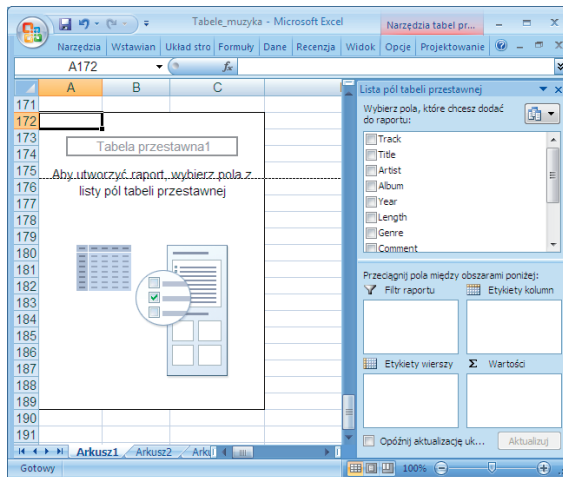 Tabele_muzyka - Microsoft Excel
Narzędzia tabel pr...
Narzędzia Wstawian Układ stro Formuły Dane Recenzja Widok Opcje Projektowanie
A172 fx
A B C
171
172
173
174 Tabela przestawna1
175 Aby utworzyć raport, wybierz pola z
176 listy pól tabeli przestawnej
177
178
179
180
181
182
183
184
185
186
187
188
189
190
191
Arkusz1 Arkusz2 Arku
Gotowy
100%
Lista pól tabeli przestawnej
Wybierz pola, które chcesz dodać
do raportu:
Track
Title
Artist
Album
Year
Length
Genre
Comment
Przeciągnij pola między obszarami poniżej:
Filtr raportu Etykiety kolumn
Etykiety wierszy Σ Wartości
Opóźnij aktualizację uk... Aktualizuj